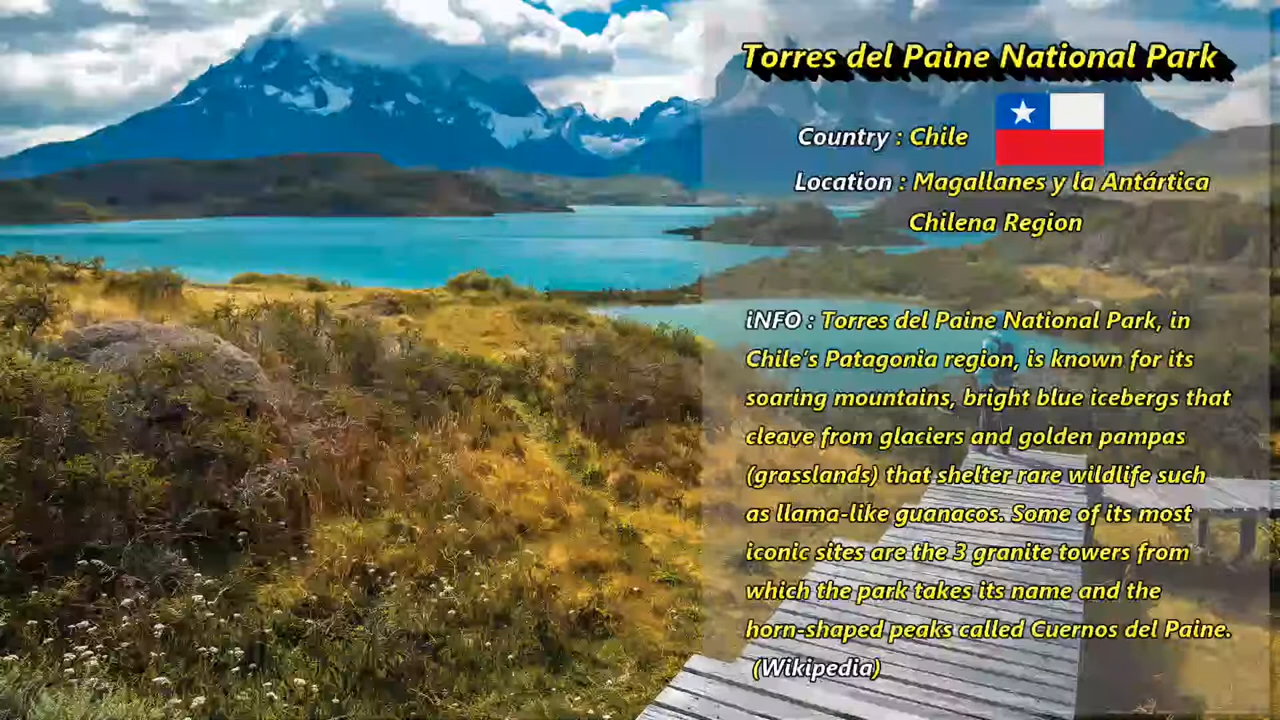 Torres del Paine National Park
Country : Chile
Location : Magallanes y la Antártica
Chilena Region
iNFO : Torres del Paine National Park, in
Chile's Patagonia region, is known for its
soaring mountains, bright blue icebergs that
cleave from glaciers and golden pampas
(grasslands) that shelter rare wildlife such
as llama-like guanacos. Some of its most
iconic sites are the 3 granite towers from
which the park takes its name and the
horn-shaped peaks called Cuernos del Paine.
(Wikipedia)